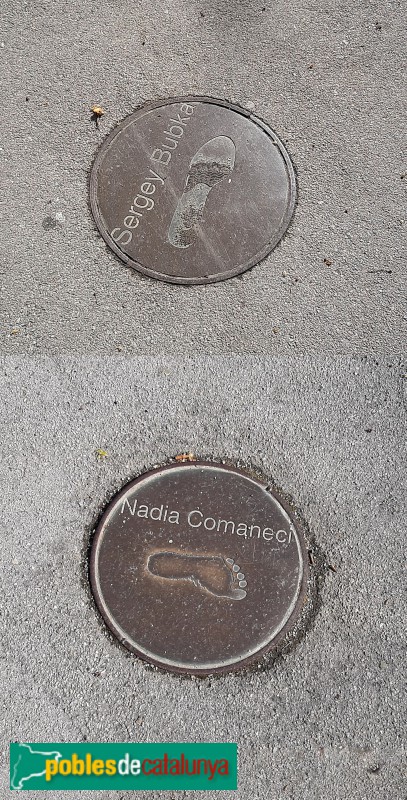 Sergey Bubka
Nadia Comaneci
poblesdecatalunya